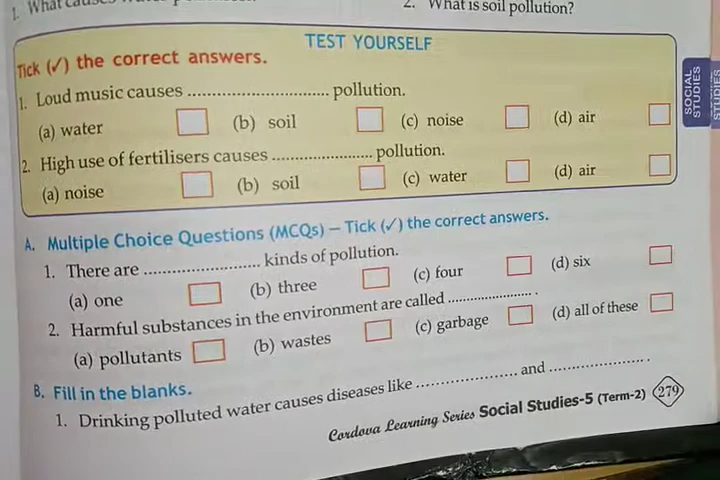 1. What
2. What is soil pollution?
TEST YOURSELF
Tick (✓) the correct answers.
1. Loud music causes .............................. pollution.
(a) water (b) soil (c) noise (d) air
2. High use of fertilisers causes ...................... pollution.
(a) noise (b) soil (c) water (d) air
SOCIAL
STUDIES
A. Multiple Choice Questions (MCQs) – Tick (✓) the correct answers.
1. There are ........................ kinds of pollution.
(a) one (b) three (c) four (d) six
2. Harmful substances in the environment are called .................... .
(a) pollutants (b) wastes (c) garbage (d) all of these
B. Fill in the blanks.
1. Drinking polluted water causes diseases like ...................... and ...................... .
Cordova Learning Series Social Studies-5 (Term-2) 279